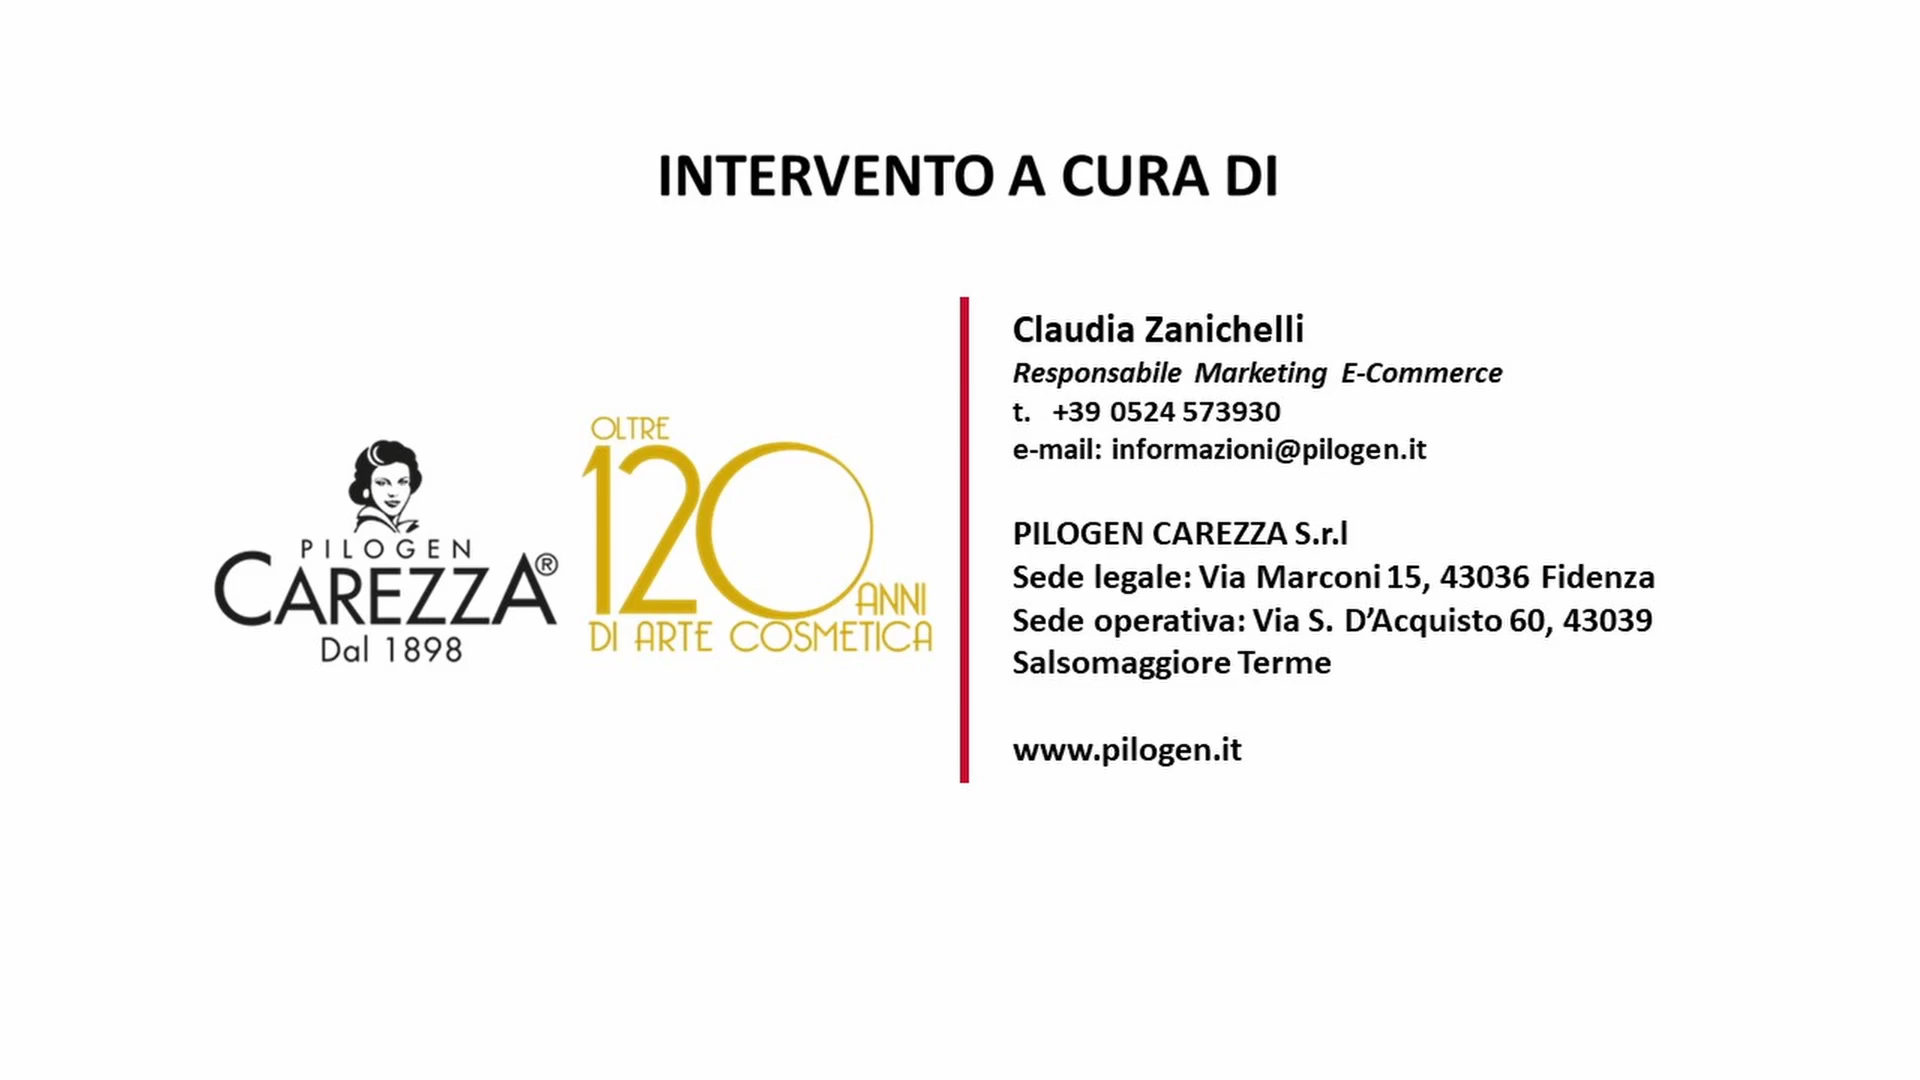 INTERVENTO A CURA DI
PILOGEN
CAREZZA®
Dal 1898
OLTRE
120
ANNI
DI ARTE COSMETICA
Claudia Zanichelli
Responsabile Marketing E-Commerce
t. +39 0524 573930
e-mail: informazioni@pilogen.it
PILOGEN CAREZZA S.r.l
Sede legale: Via Marconi 15, 43036 Fidenza
Sede operativa: Via S. D’Acquisto 60, 43039
Salsomaggiore Terme
www.pilogen.it